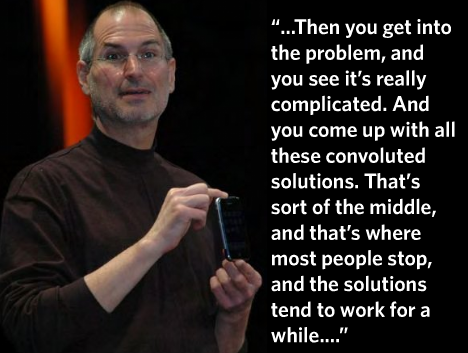 “...Then you get into
the problem, and
you see it’s really
complicated. And
you come up with all
these convoluted
solutions. That’s
sort of the middle,
and that’s where
most people stop,
and the solutions
tend to work for a
while....”